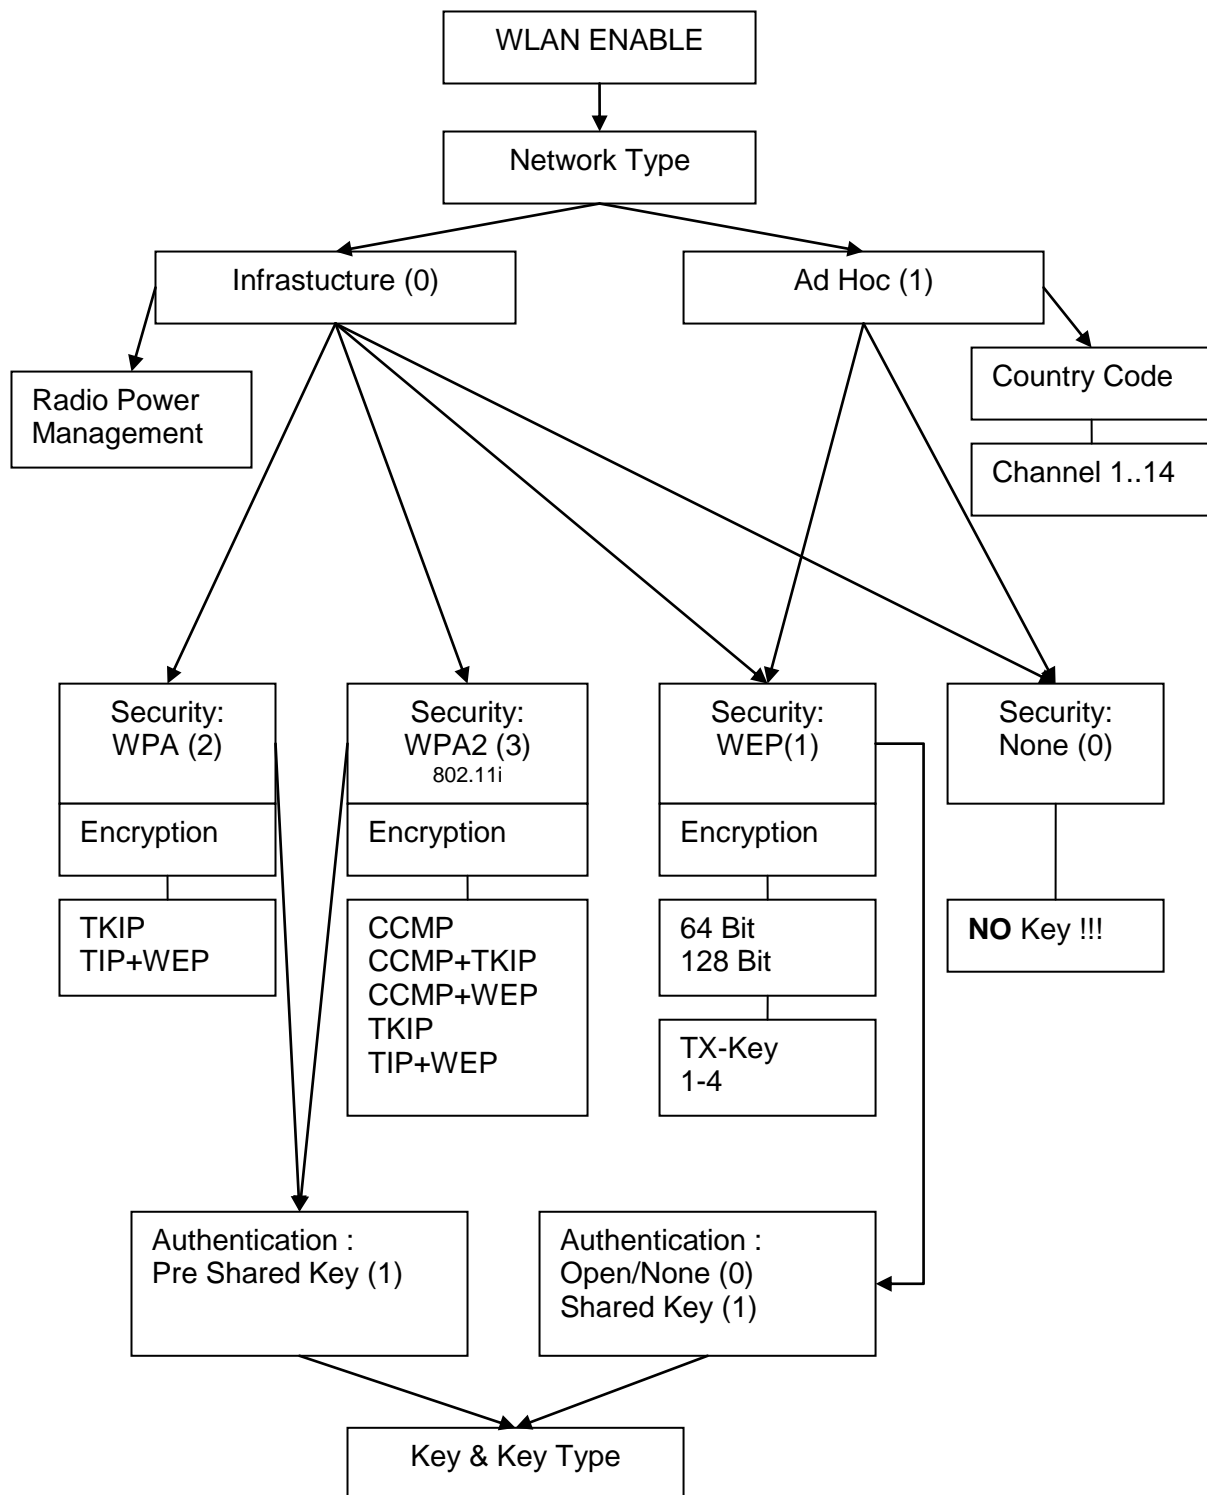 WLAN ENABLE
Network Type
Infrastucture (0)
Ad Hoc (1)
Radio Power
Management
Country Code
Channel 1..14
Security:
WPA (2)
Encryption
TKIP
TIP+WEP
Security:
WPA2 (3)
802.11i
Encryption
CCMP
CCMP+TKIP
CCMP+WEP
TKIP
TIP+WEP
Security:
WEP(1)
Encryption
64 Bit
128 Bit
TX-Key
1-4
Security:
None (0)
NO Key !!!
Authentication :
Pre Shared Key (1)
Authentication :
Open/None (0)
Shared Key (1)
Key & Key Type